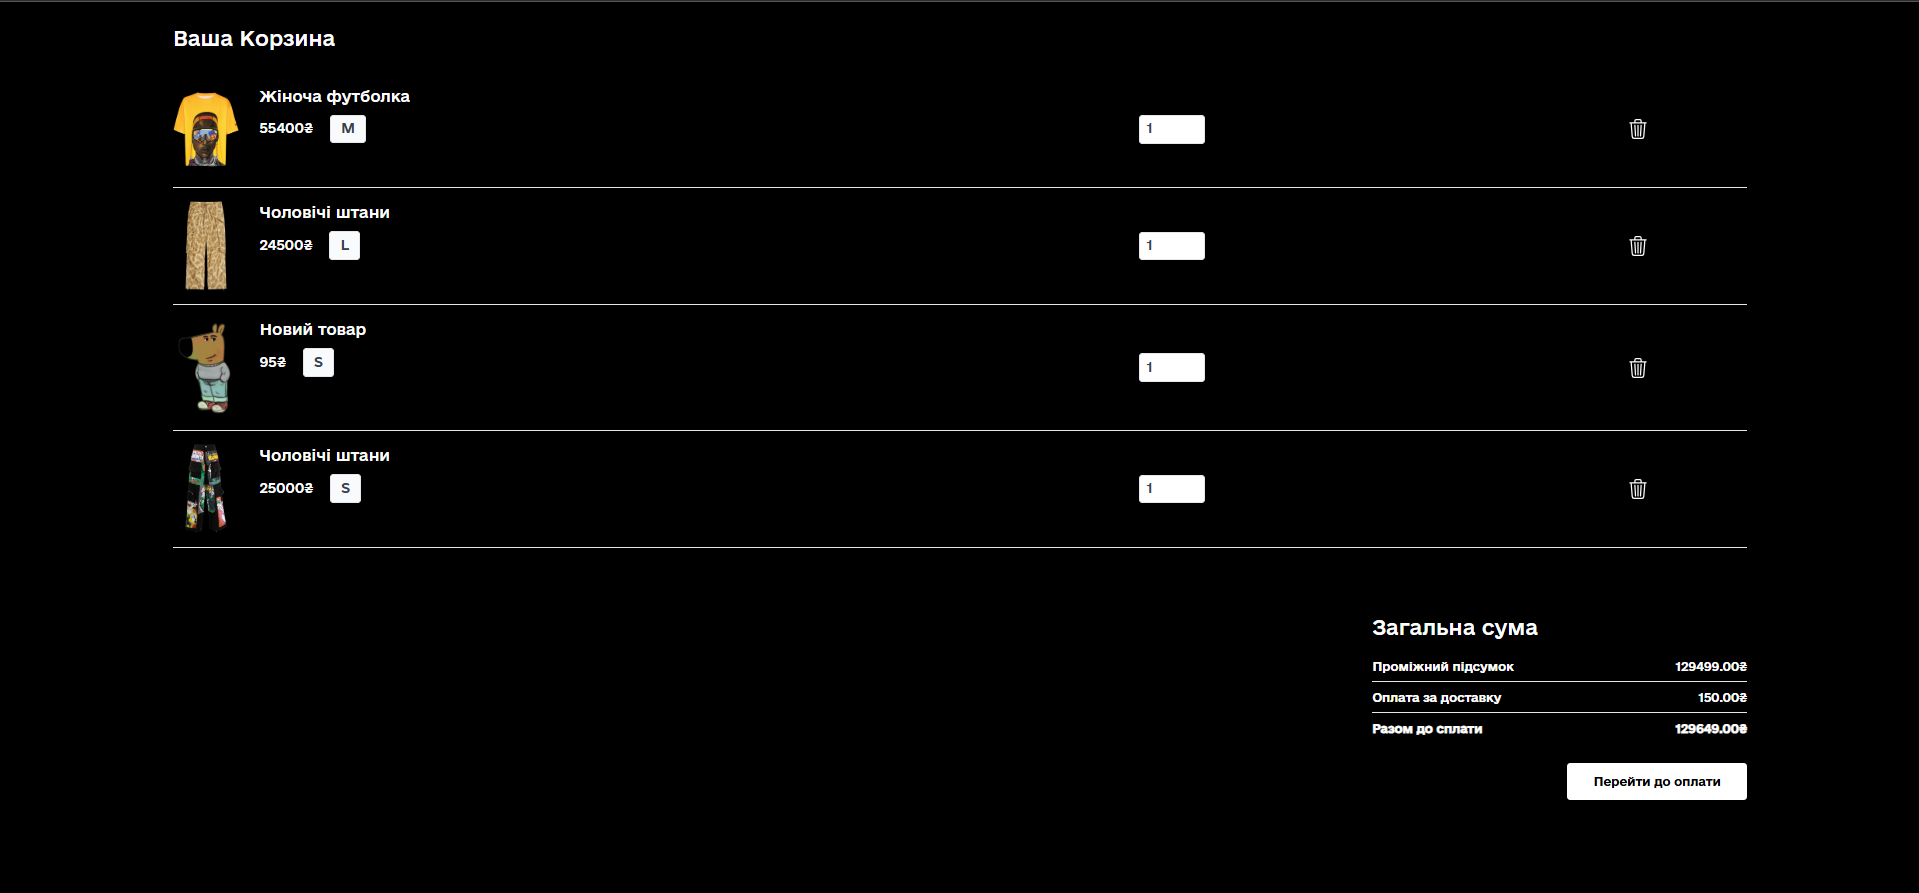 Ваша Корзина
Жіноча футболка
55400₴ M
1
Чоловічі штани
24500₴ L
1
Новий товар
95₴ S
1
Чоловічі штани
25000₴ S
1
Загальна сума
Проміжний підсумок 129499.00₴
Оплата за доставку 150.00₴
Разом до сплати 129649.00₴
Перейти до оплати